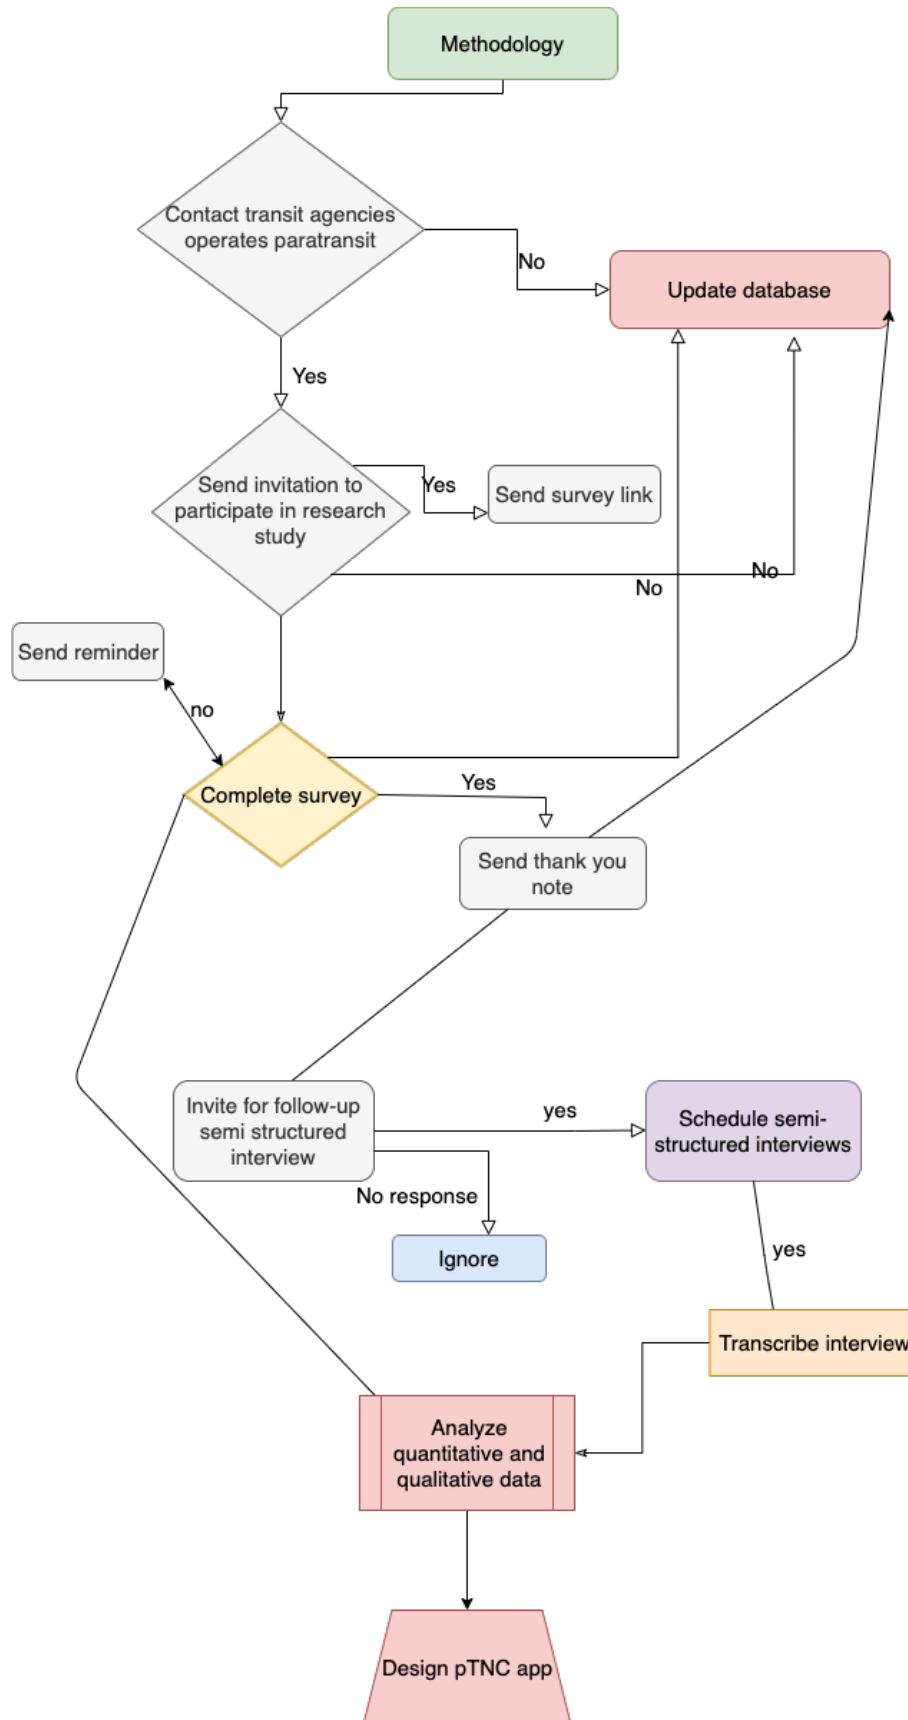 Methodology
Contact transit agencies
operates paratransit
No
Update database
Yes
Send invitation to
participate in research
study
Yes
Send survey link
No
No
Send reminder
no
Complete survey
Yes
Send thank you
note
Invite for follow-up
semi structured
interview
yes
Schedule semi-
structured interviews
No response
Ignore
yes
Transcribe interview
Analyze
quantitative and
qualitative data
Design pTNC app